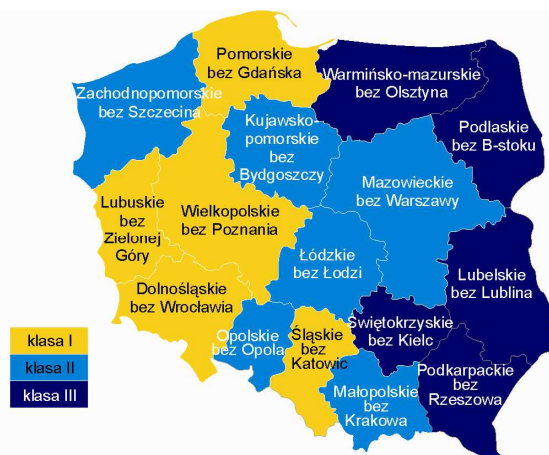 Pomorskie
bez Gdańska
Warmińsko-mazurskie
bez Olsztyna
Zachodnopomorskie
bez Szczecina
Kujawsko-
pomorskie
bez
Bydgoszczy
Podlaskie
bez B-stoku
Mazowieckie
bez Warszawy
Lubuskie
bez
Zielonej
Góry
Wielkopolskie
bez Poznania
Łódzkie
bez Łodzi
Lubelskie
bez Lublina
Dolnośląskie
bez Wrocławia
Opolskie
bez Opola
Śląskie
bez
Katowic
Świętokrzyskie
bez Kielc
Podkarpackie
bez
Rzeszowa
Małopolskie
bez
Krakowa
klasa I
klasa II
klasa III